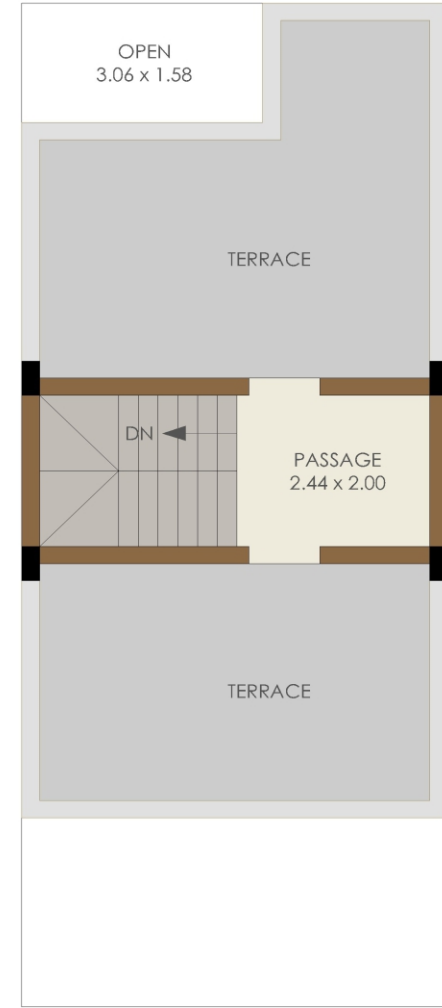 OPEN
3.06 x 1.58
TERRACE
DN
PASSAGE
2.44 x 2.00
TERRACE